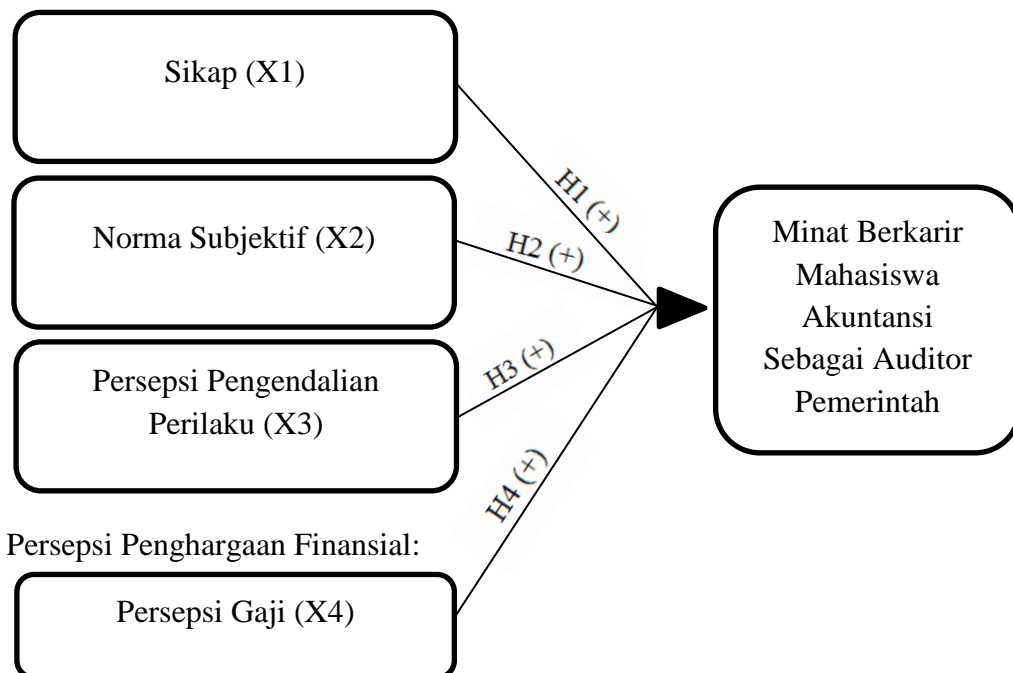 Sikap (X1)
H1 (+)
Norma Subjektif (X2)
H2 (+)
Persepsi Pengendalian
Perilaku (X3)
H3 (+)
Persepsi Penghargaan Finansial:
Persepsi Gaji (X4)
H4 (+)
Minat Berkarir
Mahasiswa
Akuntansi
Sebagai Auditor
Pemerintah